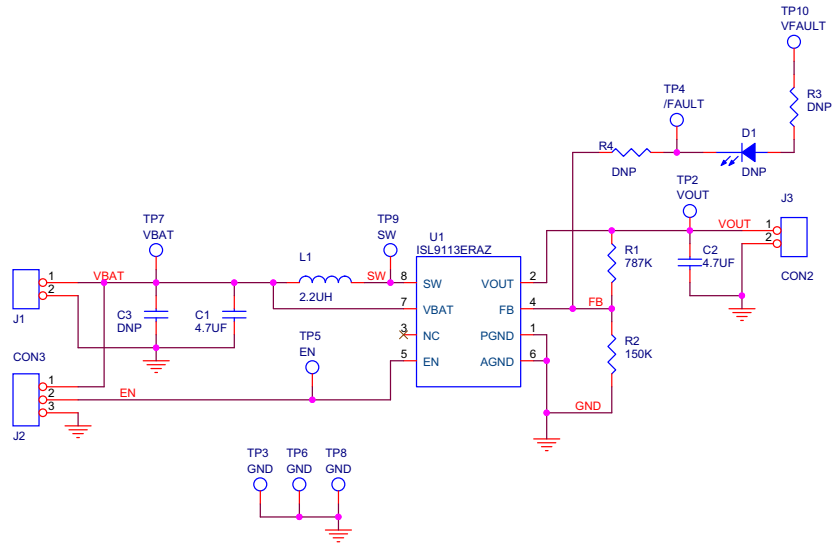 TP10
VFAULT
R3
DNP
TP4
/FAULT
D1
DNP
R4
DNP
TP2
VOUT
J3
VOUT
1
2
CON2
C2
4.7UF
TP7
VBAT
TP9
SW
U1
ISL9113ERAZ
L1
2.2UH
SW
8
SW
7
VBAT
3
NC
5
EN
VOUT
2
FB
4
PGND
1
AGND
6
R1
787K
FB
R2
150K
GND
VBAT
1
2
J1
C3
DNP
C1
4.7UF
TP5
EN
CON3
1
2
3
EN
J2
TP3
GND
TP6
GND
TP8
GND